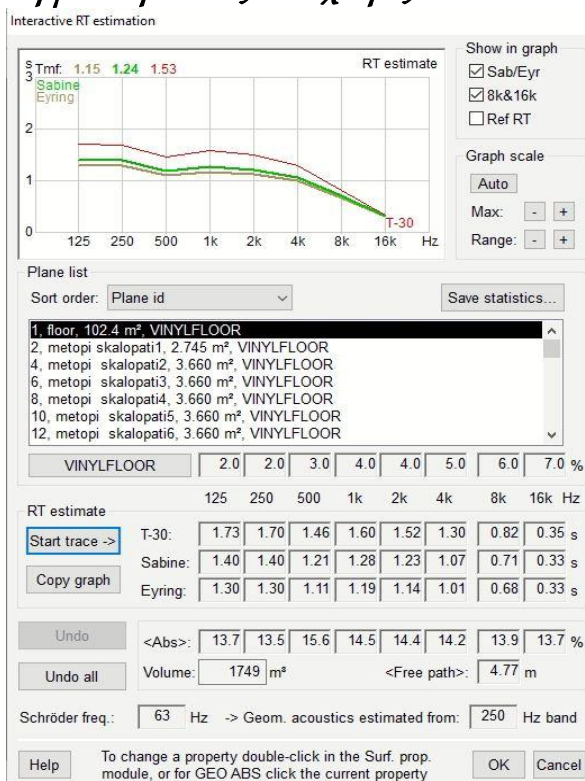 Interactive RT estimation
s Tmf: 1.15 1.24 1.53 RT estimate
3
Sabine
Eyring
2
1
0
T-30
125 250 500 1k 2k 4k 8k 16k Hz
Show in graph
Sab/Eyr
8k&16k
Ref RT
Graph scale
Auto
Max: - +
Range: - +
Plane list
Sort order: Plane id Save statistics...
1, floor, 102.4 m², VINYLFLOOR
2, metopi skalopati1, 2.745 m², VINYLFLOOR
4, metopi skalopati2, 3.660 m², VINYLFLOOR
6, metopi skalopati3, 3.660 m², VINYLFLOOR
8, metopi skalopati4, 3.660 m², VINYLFLOOR
10, metopi skalopati5, 3.660 m², VINYLFLOOR
12, metopi skalopati6, 3.660 m², VINYLFLOOR
VINYLFLOOR 2.0 2.0 3.0 4.0 4.0 5.0 6.0 7.0 %
125 250 500 1k 2k 4k 8k 16k Hz
RT estimate
Start trace -> T-30: 1.73 1.70 1.46 1.60 1.52 1.30 0.82 0.35 s
Sabine: 1.40 1.40 1.21 1.28 1.23 1.07 0.71 0.33 s
Copy graph
Eyring: 1.30 1.30 1.11 1.19 1.14 1.01 0.68 0.33 s
Undo <Abs>: 13.7 13.5 15.6 14.5 14.4 14.2 13.9 13.7 %
Undo all Volume: 1749 m³ <Free path>: 4.77 m
Schröder freq.: 63 Hz -> Geom. acoustics estimated from: 250 Hz band
Help To change a property double-click in the Surf. prop.
module, or for GEO ABS click the current property OK Cancel